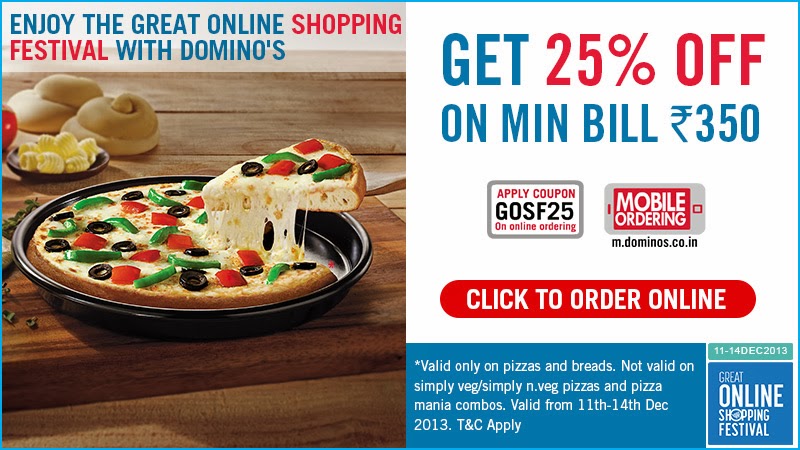 ENJOY THE GREAT ONLINE SHOPPING
FESTIVAL WITH DOMINO'S
GET 25% OFF
ON MIN BILL ₹350
APPLY COUPON
GOSF25
On online ordering
MOBILE
ORDERING
m.dominos.co.in
CLICK TO ORDER ONLINE
*Valid only on pizzas and breads. Not valid on
simply veg/simply n.veg pizzas and pizza
mania combos. Valid from 11th-14th Dec
2013. T&C Apply
11-14DEC2013
GREAT
ONLINE
SHOPPING
FESTIVAL